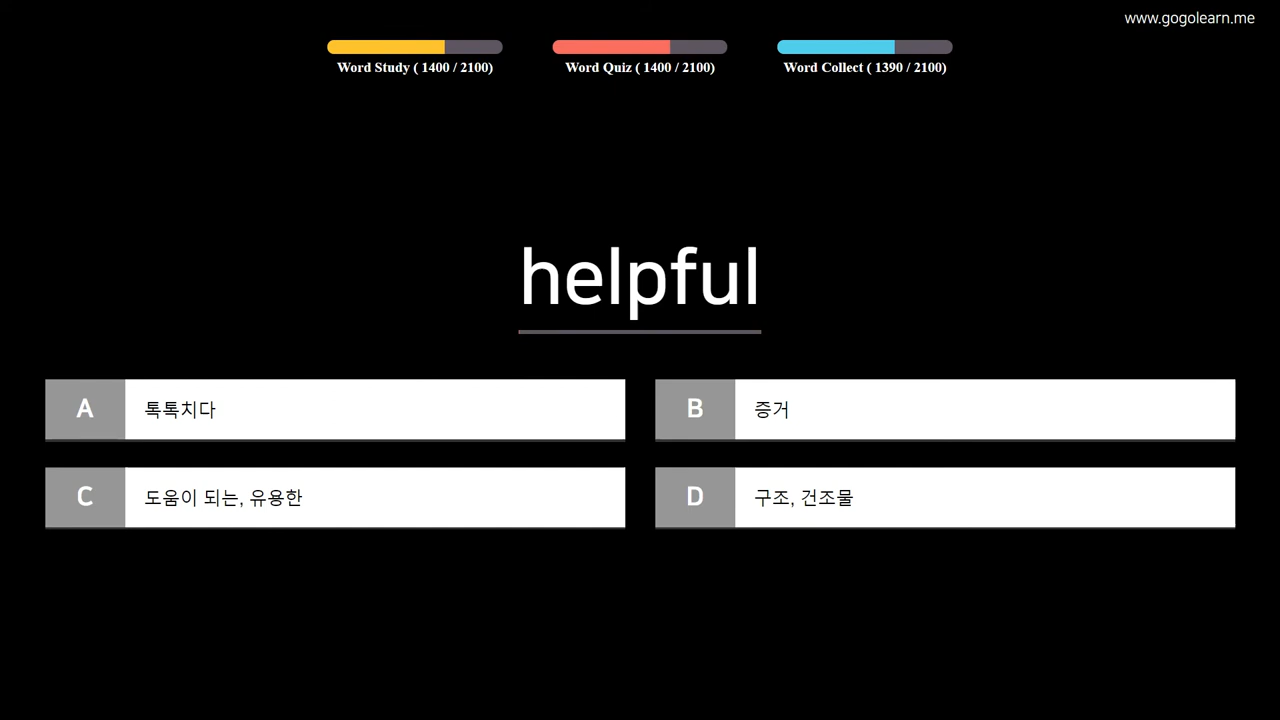 www.gogolearn.me
Word Study ( 1400 / 2100)
Word Quiz ( 1400 / 2100)
Word Collect ( 1390 / 2100)
helpful
A 톡톡치다
B 증거
C 도움이 되는, 유용한
D 구조, 건조물